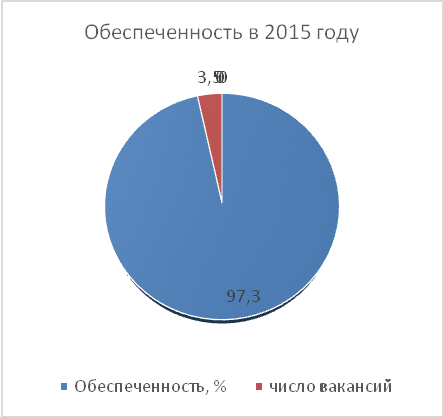 Обеспеченность в 2015 году
3,5
97,3
Обеспеченность, %
число вакансий